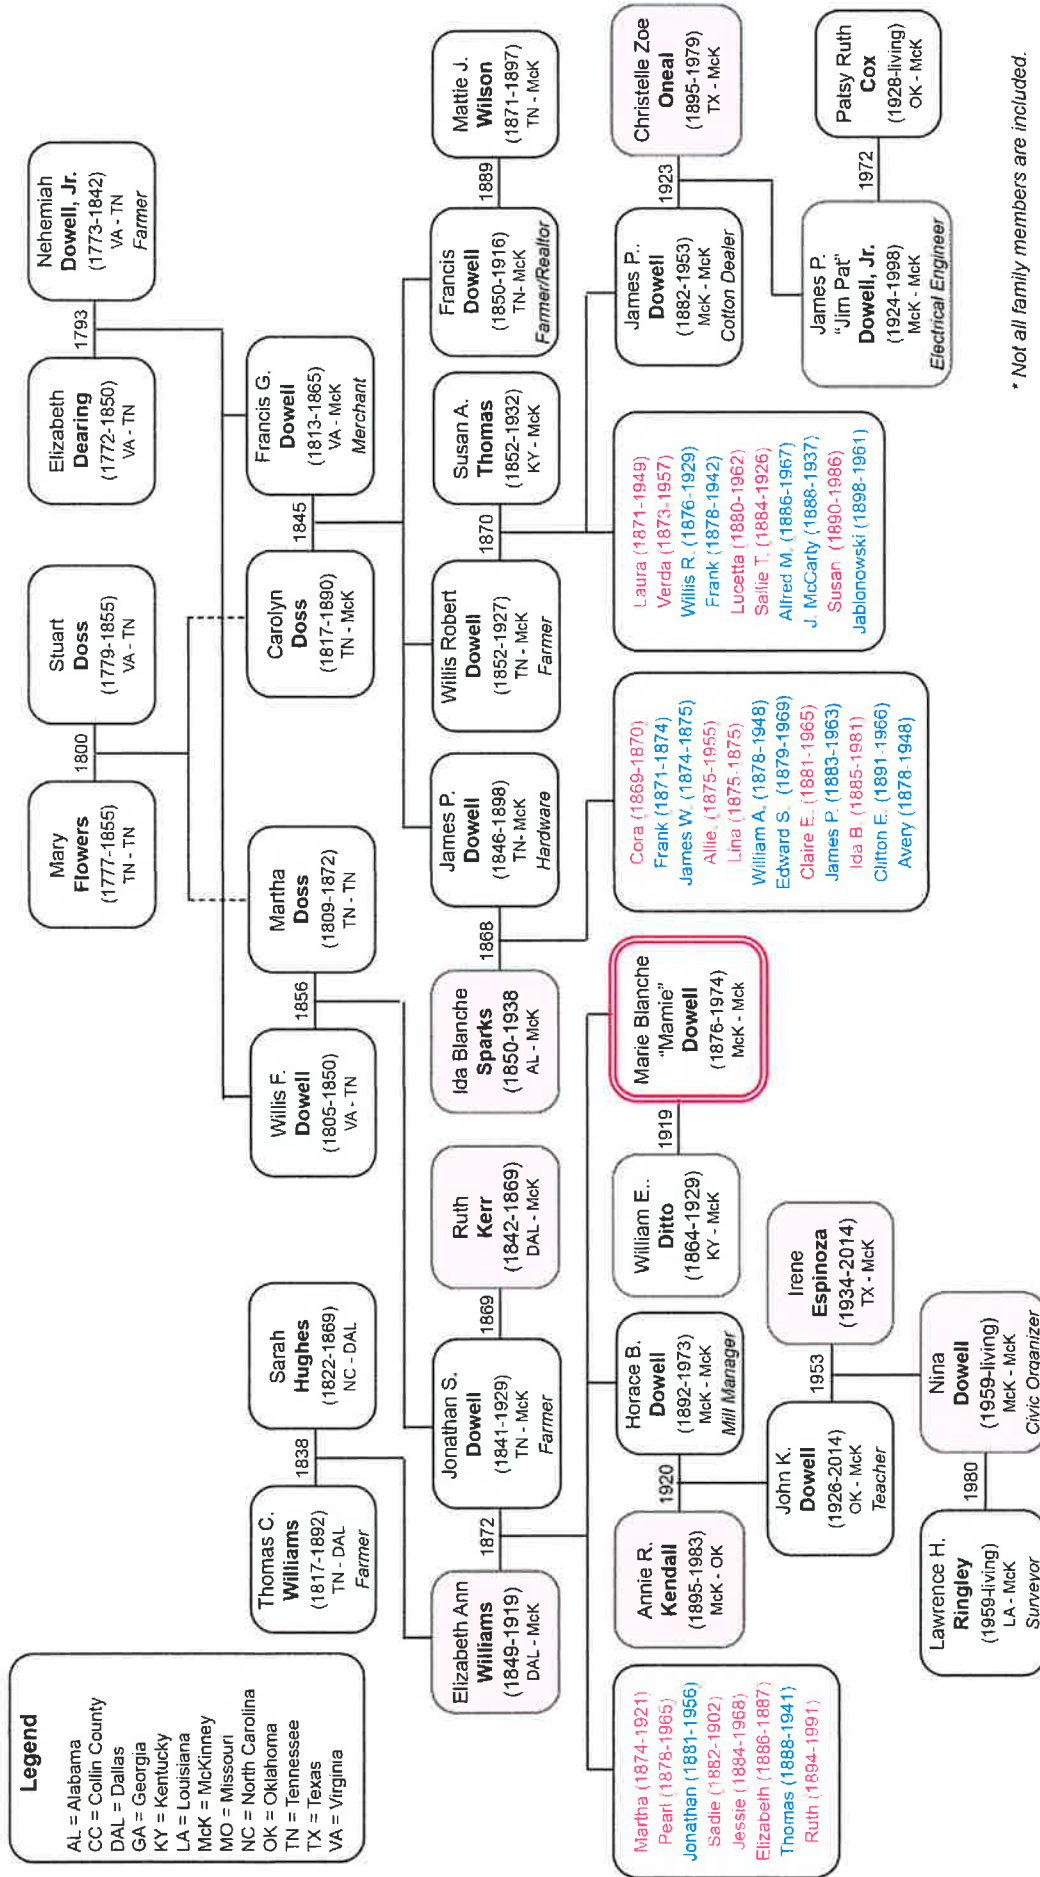 Legend
AL = Alabama
CC = Collin County
DAL = Dallas
GA = Georgia
KY = Kentucky
LA = Louisiana
McK = McKinney
MO = Missouri
NC = North Carolina
OK = Oklahoma
TN = Tennessee
TX = Texas
VA = Virginia
Mary
Flowers
(1777-1855)
TN - TN
1800
Stuart
Doss
(1779-1855)
VA - TN
Elizabeth
Dearing
(1772-1850)
VA - TN
1793
Nehemiah
Dowell, Jr.
(1773-1842)
VA - TN
Farmer
Thomas C.
Williams
(1817-1892)
TN - DAL
Farmer
1838
Sarah
Hughes
(1822-1869)
NC - DAL
Willis F.
Dowell
(1805-1850)
VA - TN
1856
Martha
Doss
(1809-1872)
TN - TN
Carolyn
Doss
(1817-1890)
TN - McK
1845
Francis G.
Dowell
(1813-1865)
VA - McK
Merchant
Elizabeth Ann
Williams
(1849-1919)
DAL - McK
1872
Jonathan S.
Dowell
(1841-1929)
TN - McK
Farmer
1869
Ruth
Kerr
(1842-1869)
DAL - McK
Ida Blanche
Sparks
(1850-1938
AL - McK
1868
James P.
Dowell
(1846-1898)
TN- McK
Hardware
Willis Robert
Dowell
(1852-1927)
TN - McK
Farmer
1870
Susan A.
Thomas
(1852-1932)
KY - McK
Francis
Dowell
(1850-1916)
TN- McK
Farmer/Realtor
1889
Mattie J.
Wilson
(1871-1897)
TN - McK
Martha (1874-1921)
Pearl (1878-1965)
Jonathan (1881-1956)
Sadie (1882-1902)
Jessie (1884-1968)
Elizabeth (1886-1887)
Thomas (1888-1941)
Ruth (1894-1991)
Annie R.
Kendall
(1895-1983)
McK - OK
1920
Horace B.
Dowell
(1892-1973)
McK - McK
Mill Manager
William E..
Ditto
(1864-1929)
KY - McK
1919
Marie Blanche
"Mamie"
Dowell
(1876-1974)
McK - Mck
Cora (1869-1870)
Frank (1871-1874)
James W. (1874-1875)
Allie. (1875-1955)
Lina (1875-1875)
William A. (1878-1948)
Edward S. (1879-1969)
Claire E. (1881-1965)
James P. (1883-1963)
Ida B. (1885-1981)
Clifton E. (1891-1966)
Avery (1878-1948)
Laura (1871-1949)
Verda (1873-1957)
Willis R. (1876-1929)
Frank (1878-1942)
Lucetta (1880-1962)
Sallie T. (1884-1926)
Alfred M. (1886-1967)
J. McCarty (1888-1937)
Susan (1890-1986)
Jablonowski (1898-1961)
James P..
Dowell
(1882-1953)
McK - McK
Cotton Dealer
1923
Christelle Zoe
Oneal
(1895-1979)
TX - McK
John K.
Dowell
(1926-2014)
OK - McK
Teacher
1953
Irene
Espinoza
(1934-2014)
TX - McK
James P.
"Jim Pat"
Dowell, Jr.
(1924-1998)
McK - McK
Electrical Engineer
1972
Patsy Ruth
Cox
(1928-living)
OK - McK
Lawrence H.
Ringley
(1959-living)
LA - McK
Surveyor
1980
Nina
Dowell
(1959-living)
McK - McK
Civic Organizer
* Not all family members are included.